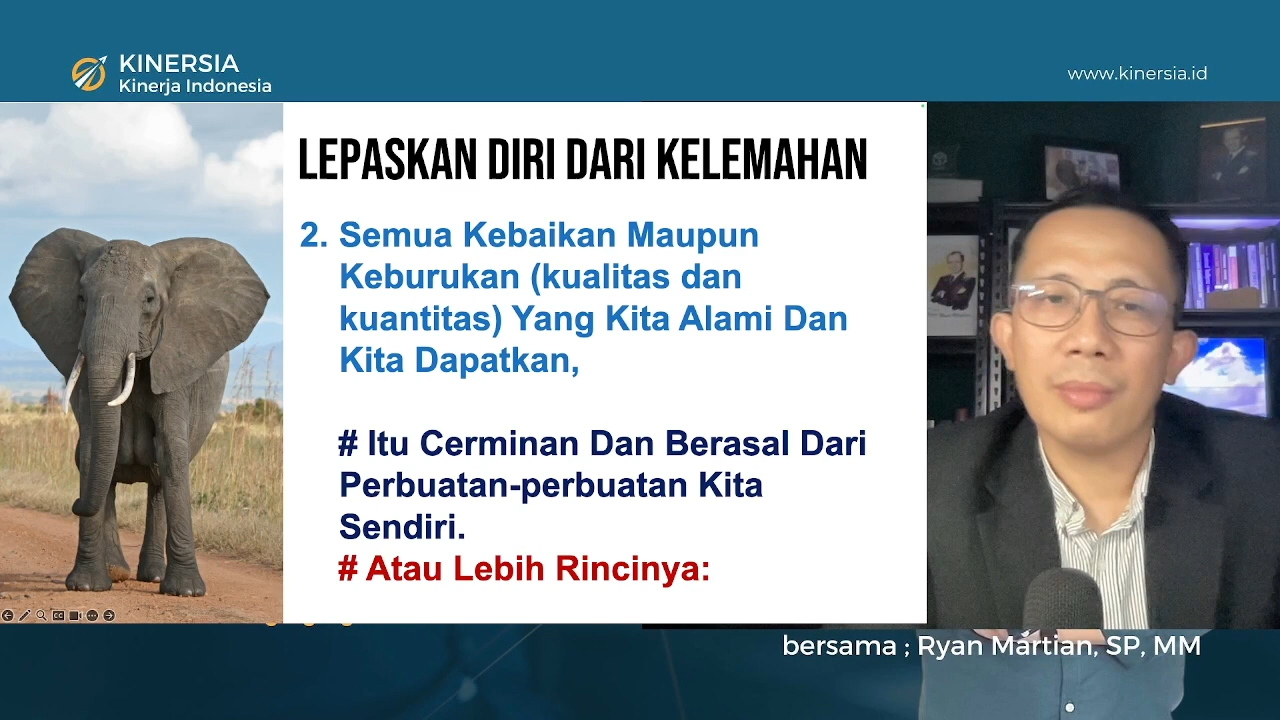 KINERSIA
Kinerja Indonesia
www.kinersia.id
LEPASKAN DIRI DARI KELEMAHAN
2. Semua Kebaikan Maupun
Keburukan (kualitas dan
kuantitas) Yang Kita Alami Dan
Kita Dapatkan,
# Itu Cerminan Dan Berasal Dari
Perbuatan-perbuatan Kita
Sendiri.
# Atau Lebih Rincinya:
bersama ; Ryan Martian, SP, MM